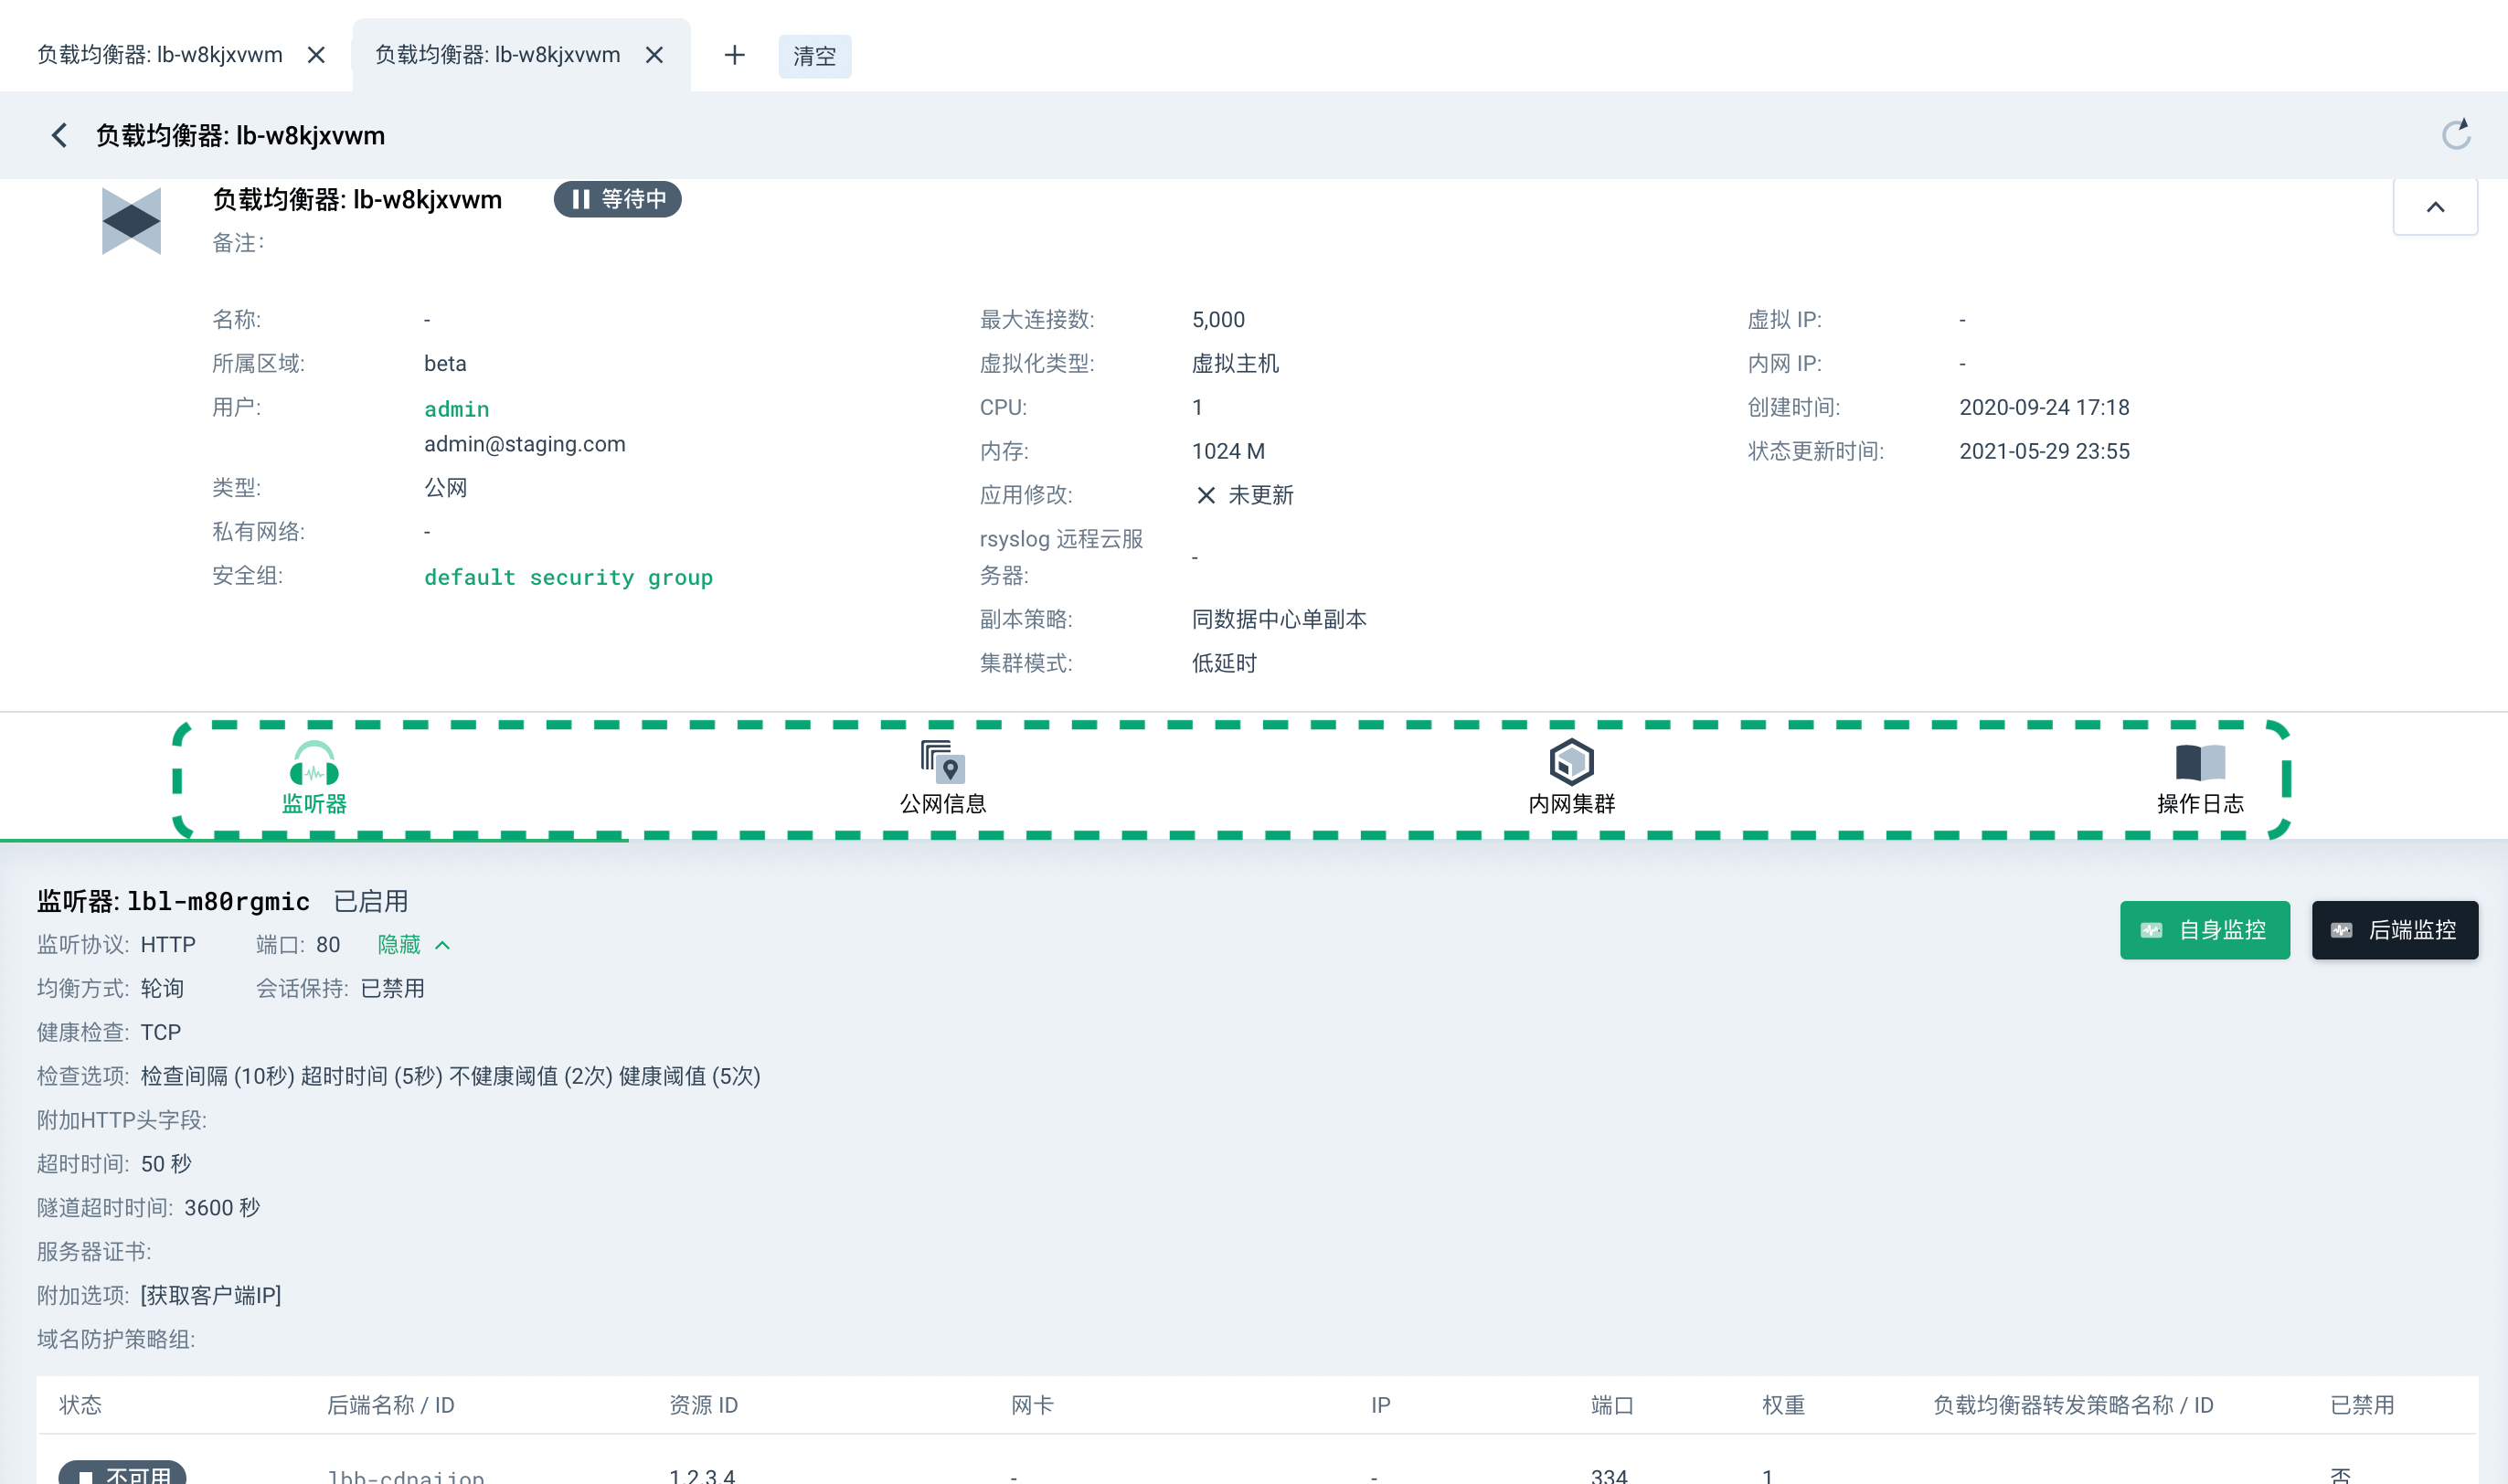 负载均衡器: lb-w8kjxvwm
负载均衡器: lb-w8kjxvwm
清空
负载均衡器: lb-w8kjxvwm
负载均衡器: lb-w8kjxvwm 等待中
备注:
名称: -
所属区域: beta
用户: admin
admin@staging.com
类型: 公网
私有网络: -
安全组: default security group
最大连接数: 5,000
虚拟化类型: 虚拟主机
CPU: 1
内存: 1024 M
应用修改: 未更新
rsyslog 远程云服
务器: -
副本策略: 同数据中心单副本
集群模式: 低延时
虚拟 IP: -
内网 IP: -
创建时间: 2020-09-24 17:18
状态更新时间: 2021-05-29 23:55
监听器 公网信息 内网集群 操作日志
监听器: lbl-m80rgmic 已启用
监听协议: HTTP 端口: 80 隐藏
自身监控 后端监控
均衡方式: 轮询 会话保持: 已禁用
健康检查: TCP
检查选项: 检查间隔 (10秒) 超时时间 (5秒) 不健康阈值 (2次) 健康阈值 (5次)
附加HTTP头字段:
超时时间: 50 秒
隧道超时时间: 3600 秒
服务器证书:
附加选项: [获取客户端IP]
域名防护策略组:
状态 后端名称 / ID 资源 ID 网卡 IP 端口 权重 负载均衡器转发策略名称 / ID 已禁用
不可用 1.2.3.4 - - 334 1 否